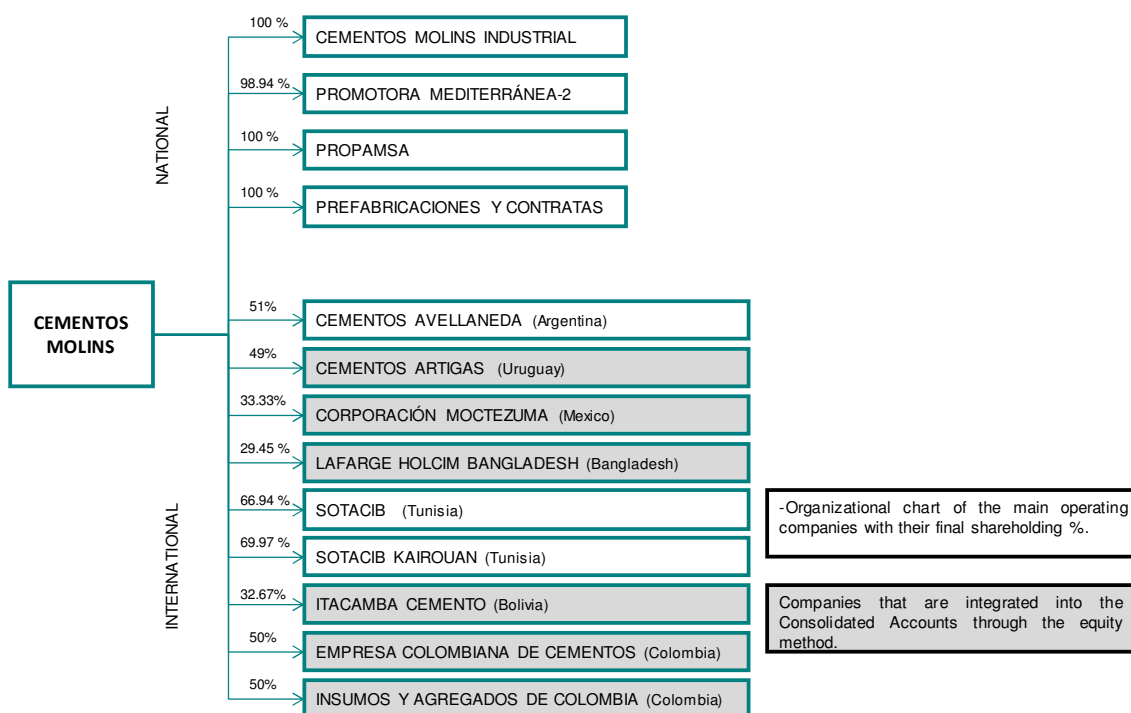 100 %
CEMENTOS MOLINS INDUSTRIAL
98.94 %
PROMOTORA MEDITERRÁNEA-2
NATIONAL
100 %
PROPAMSA
100 %
PREFABRICACIONES Y CONTRATAS
CEMENTOS
MOLINS
51%
CEMENTOS AVELLANEDA (Argentina)
49%
CEMENTOS ARTIGAS (Uruguay)
33.33%
CORPORACIÓN MOCTEZUMA (Mexico)
29.45 %
LAFARGE HOLCIM BANGLADESH (Bangladesh)
INTERNATIONAL
66.94 %
SOTACIB (Tunisia)
69.97 %
SOTACIB KAIROUAN (Tunisia)
32.67%
ITACAMBA CEMENTO (Bolivia)
50%
EMPRESA COLOMBIANA DE CEMENTOS (Colombia)
50%
INSUMOS Y AGREGADOS DE COLOMBIA (Colombia)
-Organizational chart of the main operating
companies with their final shareholding %.
Companies that are integrated into the
Consolidated Accounts through the equity
method.